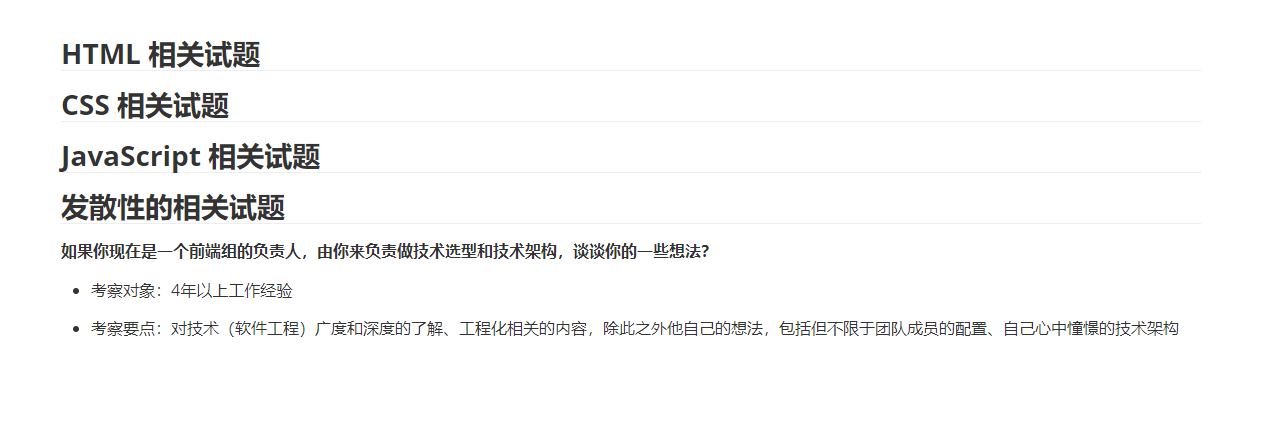 HTML 相关试题
CSS 相关试题
JavaScript 相关试题
发散性的相关试题
如果你现在是一个前端组的负责人，由你来负责做技术选型和技术架构，谈谈你的一些想法？
• 考察对象：4年以上工作经验
• 考察要点：对技术（软件工程）广度和深度的了解、工程化相关的内容，除此之外他自己的想法，包括但不限于团队成员的配置、自己心中憧憬的技术架构